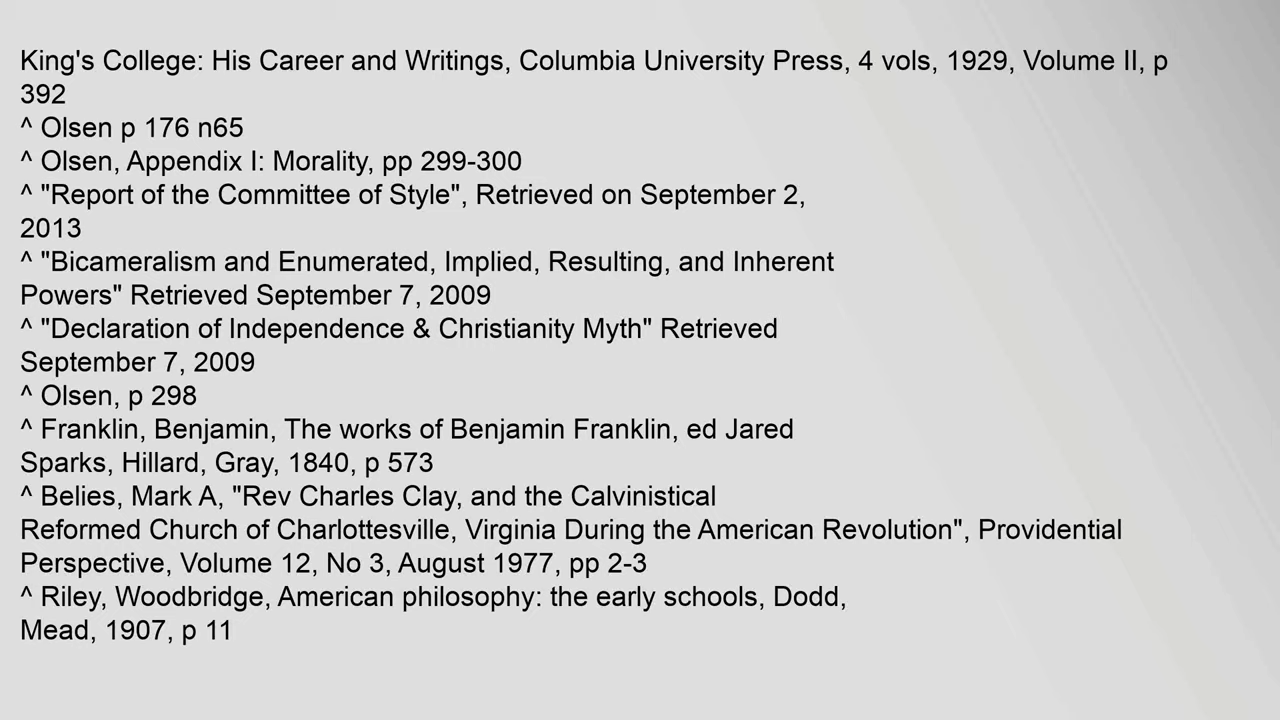 King's College: His Career and Writings, Columbia University Press, 4 vols, 1929, Volume II, p
392
^ Olsen p 176 n65
^ Olsen, Appendix I: Morality, pp 299-300
^ "Report of the Committee of Style", Retrieved on September 2,
2013
^ "Bicameralism and Enumerated, Implied, Resulting, and Inherent
Powers" Retrieved September 7, 2009
^ "Declaration of Independence & Christianity Myth" Retrieved
September 7, 2009
^ Olsen, p 298
^ Franklin, Benjamin, The works of Benjamin Franklin, ed Jared
Sparks, Hillard, Gray, 1840, p 573
^ Belies, Mark A, "Rev Charles Clay, and the Calvinistical
Reformed Church of Charlottesville, Virginia During the American Revolution", Providential
Perspective, Volume 12, No 3, August 1977, pp 2-3
^ Riley, Woodbridge, American philosophy: the early schools, Dodd,
Mead, 1907, p 11